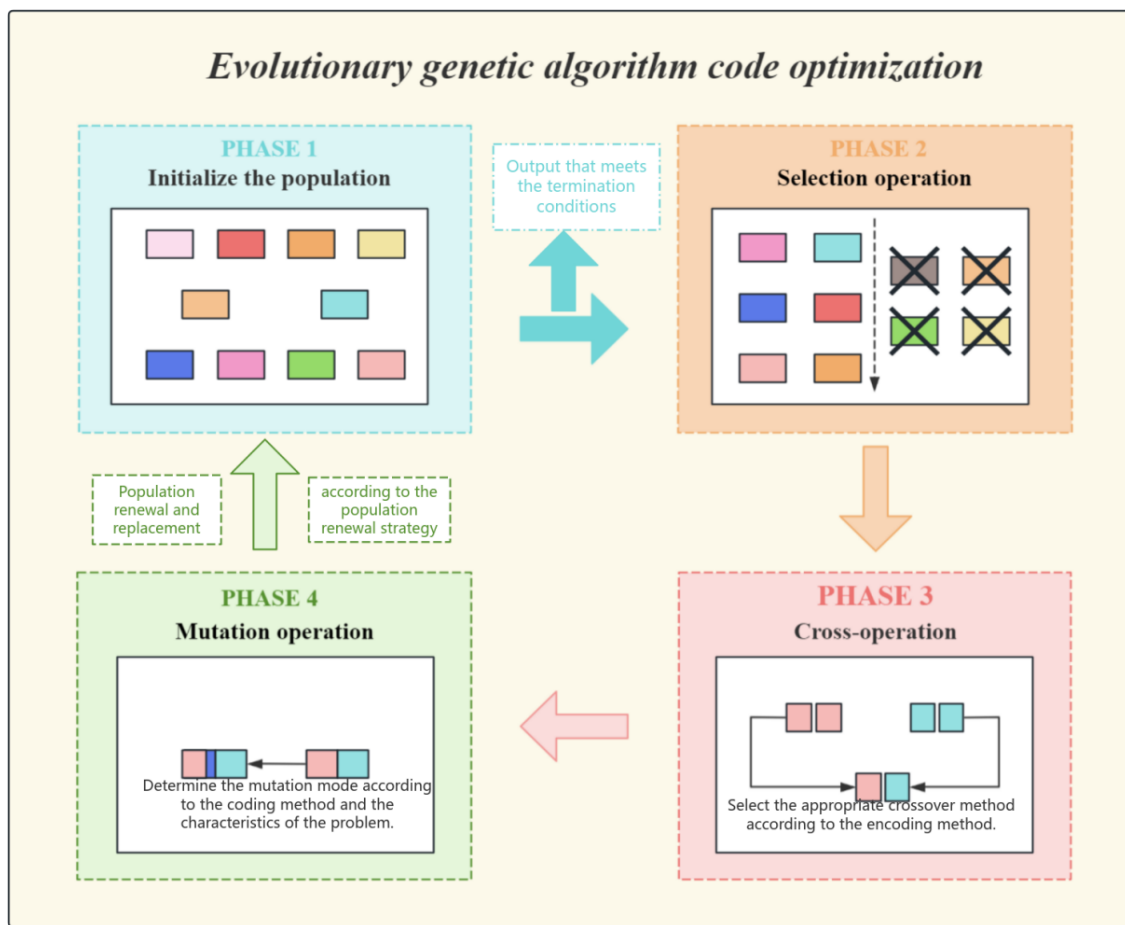 Evolutionary genetic algorithm code optimization
PHASE 1
Initialize the population
Output that meets
the termination
conditions
PHASE 2
Selection operation
Population
renewal and
replacement
according to the
population
renewal strategy
PHASE 4
Mutation operation
Determine the mutation mode according
to the coding method and the
characteristics of the problem.
PHASE 3
Cross-operation
Select the appropriate crossover method
according to the encoding method.